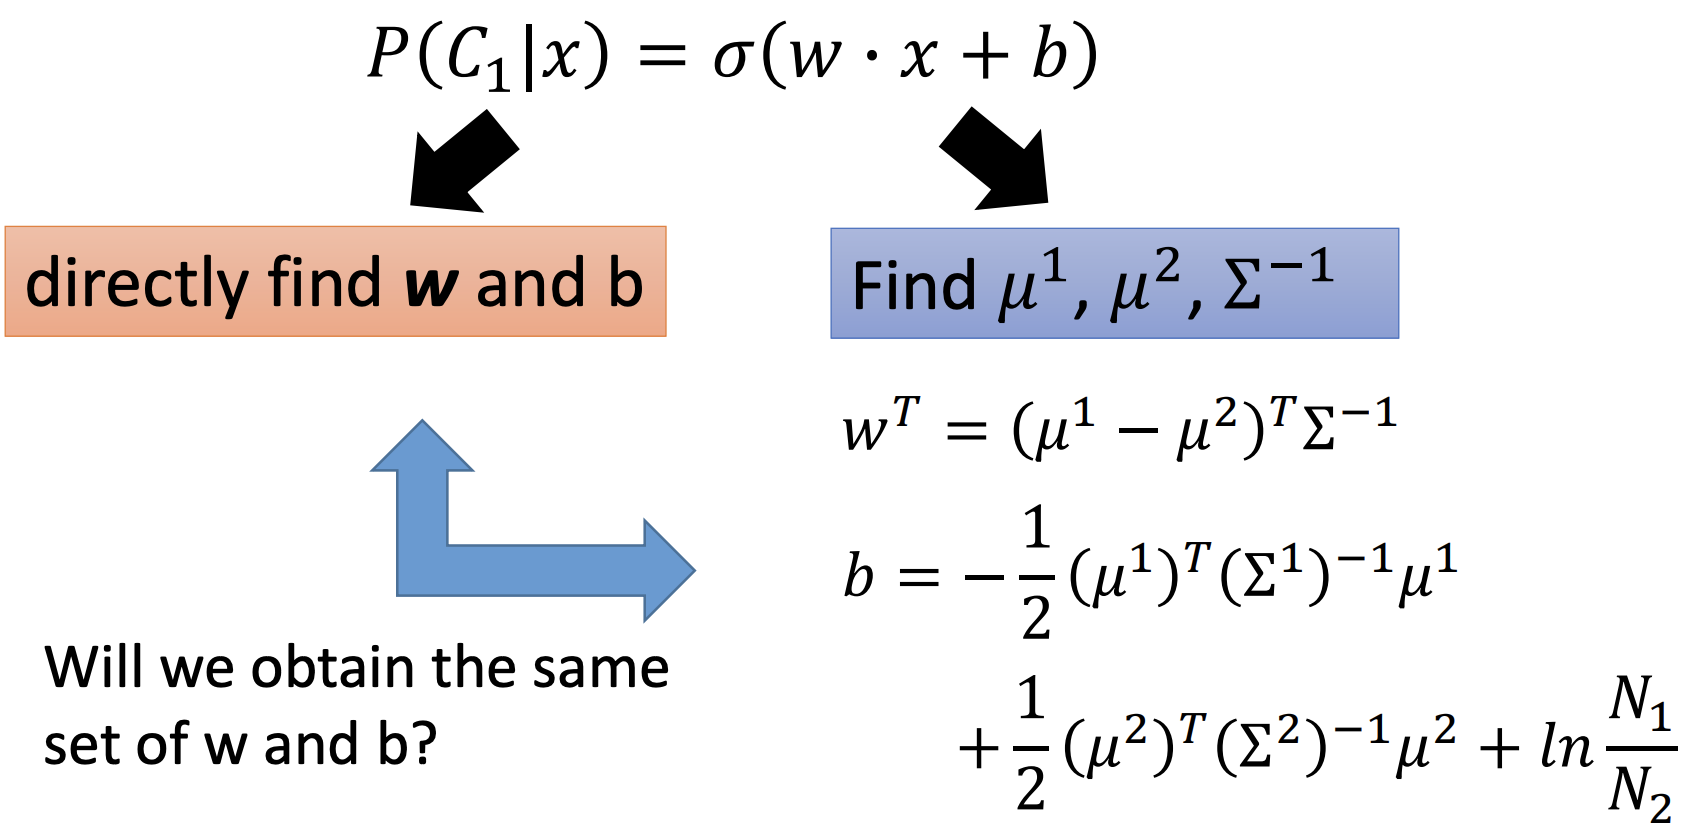 P(C₁|x) = σ(w · x + b)
directly find w and b
Find μ¹, μ², Σ⁻¹
wᵀ = (μ¹ − μ²)ᵀΣ⁻¹
b = −1/2(μ¹)ᵀ(Σ¹)⁻¹μ¹
+1/2(μ²)ᵀ(Σ²)⁻¹μ² + ln N₁/N₂
Will we obtain the same
set of w and b?